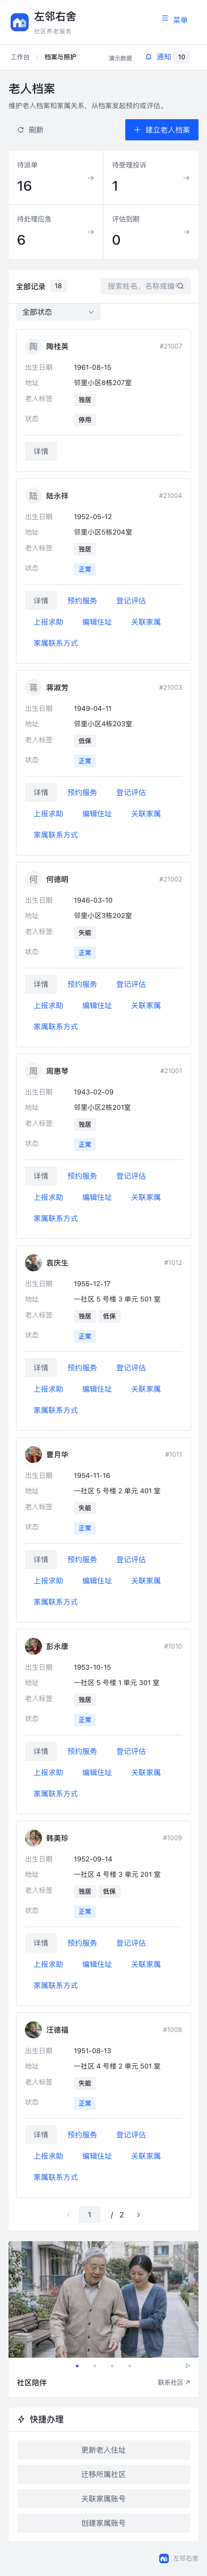 左邻右舍
社区养老服务
菜单
工作台 / 档案与照护 演示数据 通知 10
老人档案
维护老人档案和家属关系，从档案发起预约或评估。
刷新 建立老人档案
待派单 待受理投诉
16 1
待处理应急 评估到期
6 0
全部记录 18 搜索姓名、名称或编号
全部状态
陶 陶桂英 #21007
出生日期 1961-08-15
地址 邻里小区8栋207室
老人标签 独居
状态 停用
详情
陆 陆永祥 #21004
出生日期 1952-05-12
地址 邻里小区5栋204室
老人标签 独居
状态 正常
详情 预约服务 登记评估
上报求助 编辑住址 关联家属
家属联系方式
蒋 蒋淑芳 #21003
出生日期 1949-04-11
地址 邻里小区4栋203室
老人标签 低保
状态 正常
详情 预约服务 登记评估
上报求助 编辑住址 关联家属
家属联系方式
何 何德明 #21002
出生日期 1946-03-10
地址 邻里小区3栋202室
老人标签 失能
状态 正常
详情 预约服务 登记评估
上报求助 编辑住址 关联家属
家属联系方式
周 周惠琴 #21001
出生日期 1943-02-09
地址 邻里小区2栋201室
老人标签 独居
状态 正常
详情 预约服务 登记评估
上报求助 编辑住址 关联家属
家属联系方式
袁庆生 #1012
出生日期 1955-12-17
地址 一社区 5 号楼 3 单元 501 室
老人标签 独居 低保
状态 正常
详情 预约服务 登记评估
上报求助 编辑住址 关联家属
家属联系方式
曹月华 #1011
出生日期 1954-11-16
地址 一社区 5 号楼 2 单元 401 室
老人标签 失能
状态 正常
详情 预约服务 登记评估
上报求助 编辑住址 关联家属
家属联系方式
彭永康 #1010
出生日期 1953-10-15
地址 一社区 5 号楼 1 单元 301 室
老人标签 独居
状态 正常
详情 预约服务 登记评估
上报求助 编辑住址 关联家属
家属联系方式
韩美珍 #1009
出生日期 1952-09-14
地址 一社区 4 号楼 3 单元 201 室
老人标签 独居 低保
状态 正常
详情 预约服务 登记评估
上报求助 编辑住址 关联家属
家属联系方式
汪德福 #1008
出生日期 1951-08-13
地址 一社区 4 号楼 2 单元 501 室
老人标签 失能
状态 正常
详情 预约服务 登记评估
上报求助 编辑住址 关联家属
家属联系方式
1 / 2
社区陪伴 联系社区
快捷办理
更新老人住址
迁移所属社区
关联家属账号
创建家属账号
左邻右舍